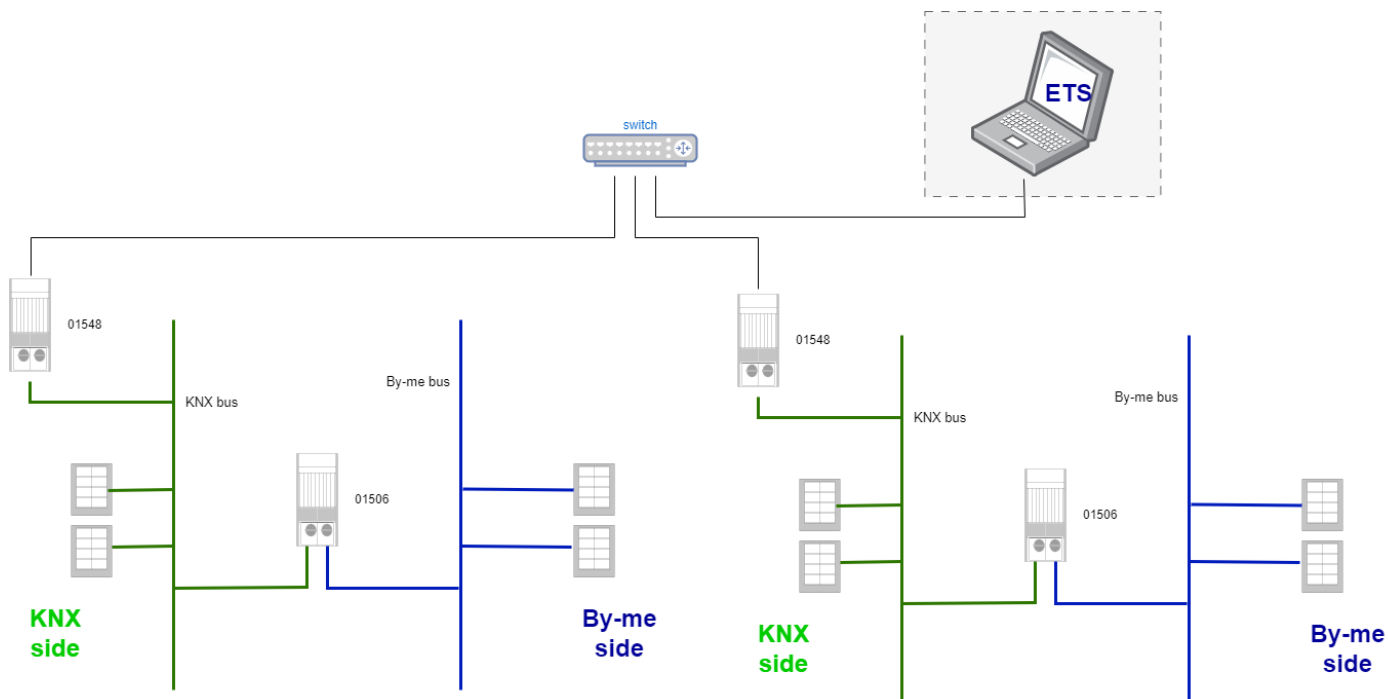 ETS
switch
01548
01548
By-me bus
KNX bus
By-me bus
KNX bus
01506
01506
KNX
side
By-me
side
KNX
side
By-me
side